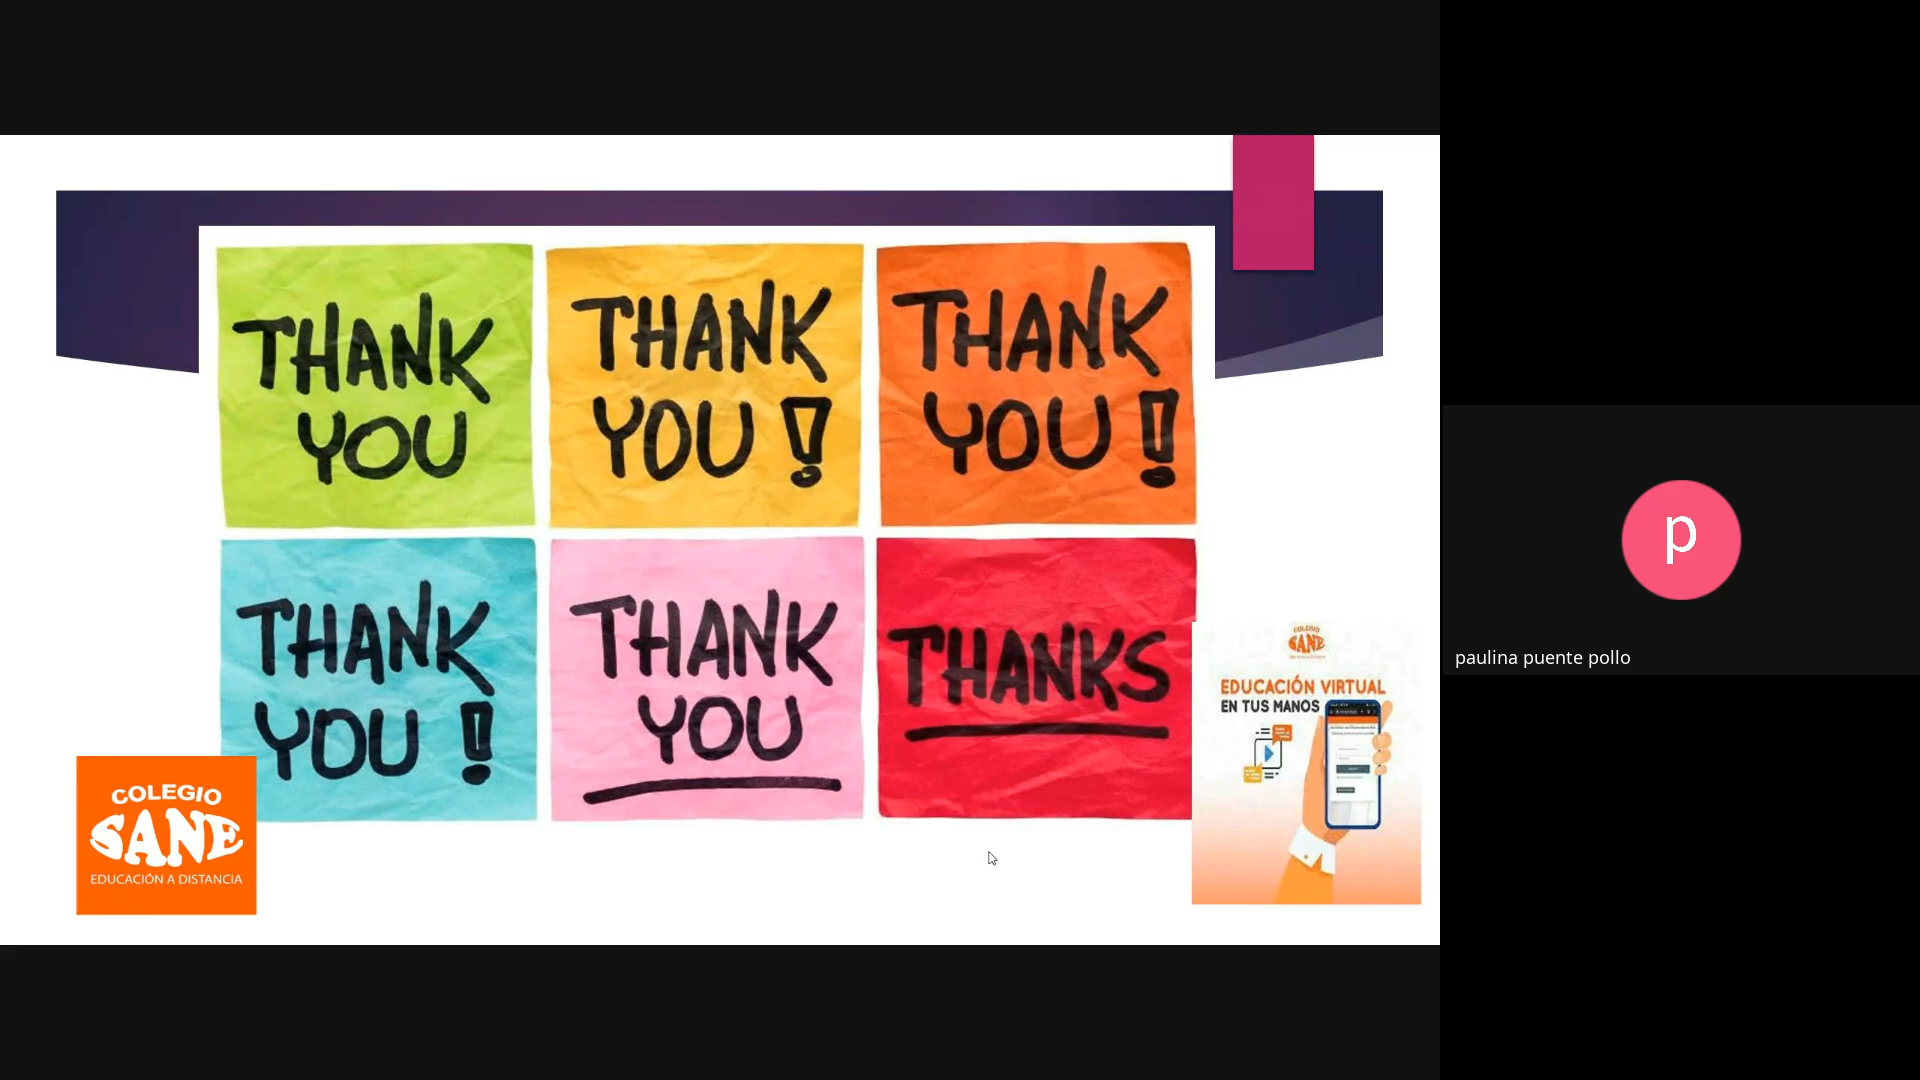 THANK
YOU
THANK
YOU!
THANK
YOU!
THANK
YOU!
THANK
YOU
THANKS
COLEGIO
SANE
EDUCACIÓN A DISTANCIA
COLEGIO
SANE
EDUCACIÓN VIRTUAL
EN TUS MANOS
p
paulina puente pollo